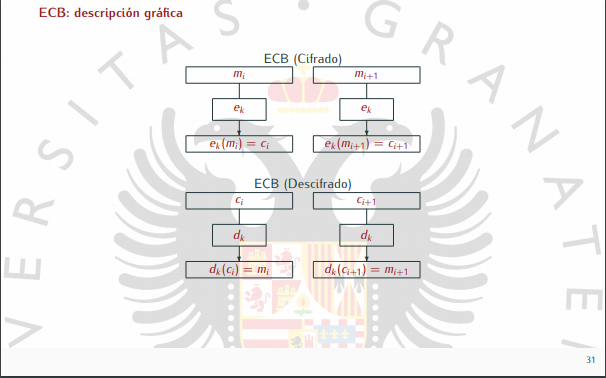 ECB: descripción gráfica
ECB (Cifrado)
m_i m_{i+1}
e_k e_k
e_k(m_i) = c_i e_k(m_{i+1}) = c_{i+1}
ECB (Descifrado)
c_i c_{i+1}
d_k d_k
d_k(c_i) = m_i d_k(c_{i+1}) = m_{i+1}
VERSITAS · GRANATE
31